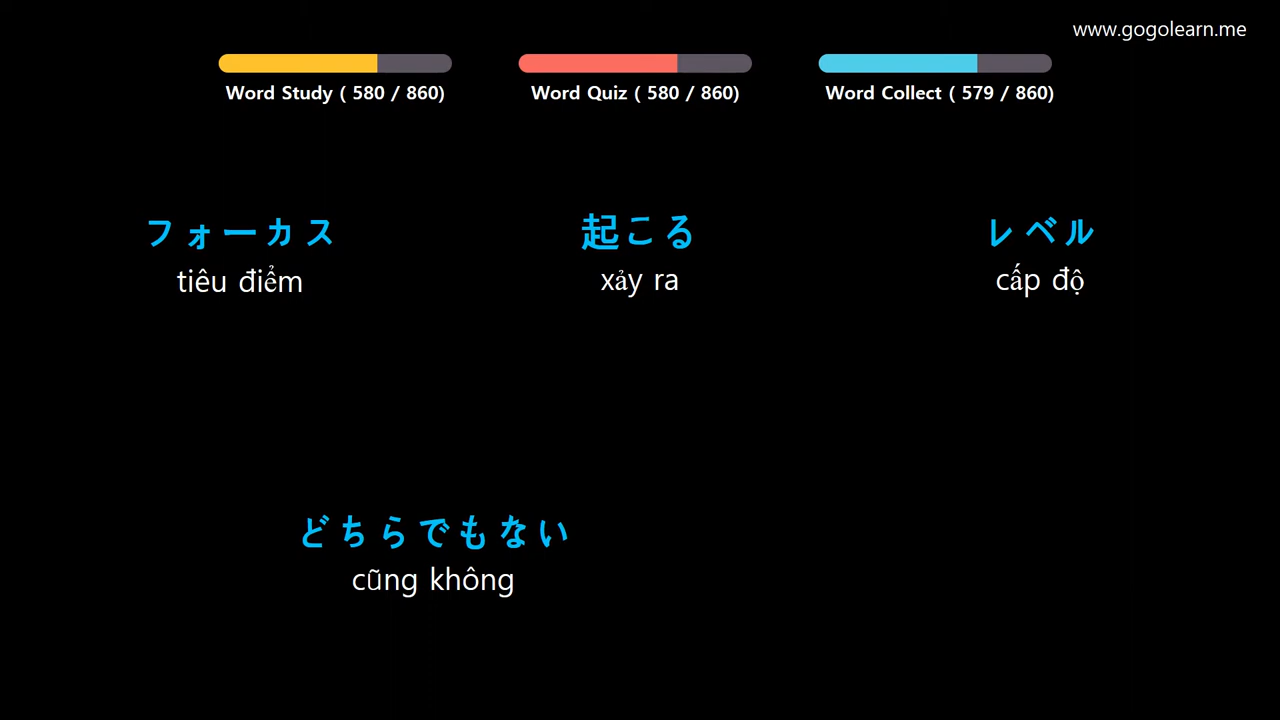 www.gogolearn.me
Word Study ( 580 / 860)
Word Quiz ( 580 / 860)
Word Collect ( 579 / 860)
フォーカス
tiêu điểm
起こる
xảy ra
レベル
cấp độ
どちらでもない
cũng không